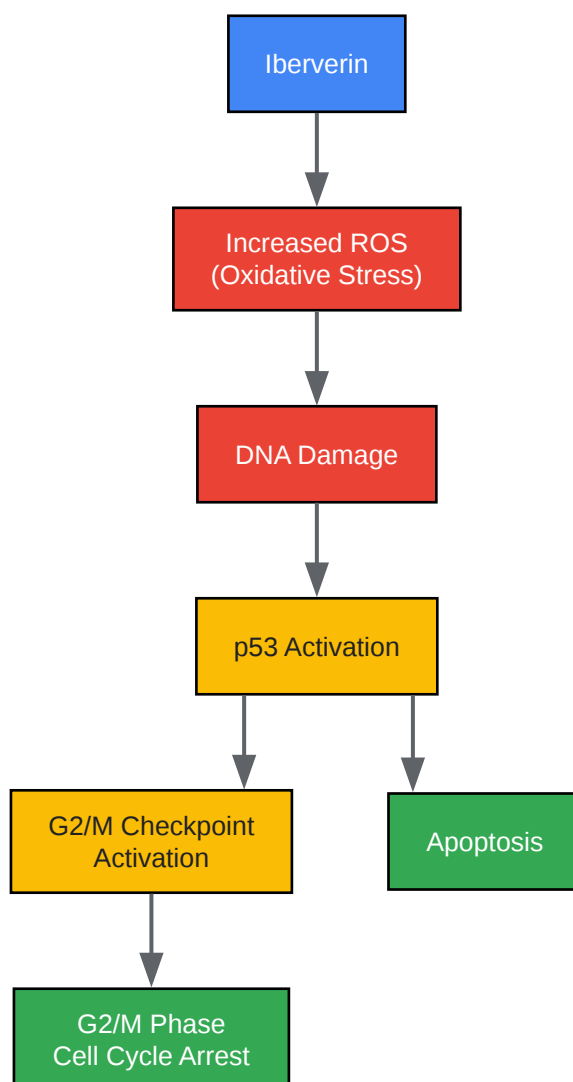 Iberverin
Increased ROS
(Oxidative Stress)
DNA Damage
p53 Activation
G2/M Checkpoint
Activation
Apoptosis
G2/M Phase
Cell Cycle Arrest